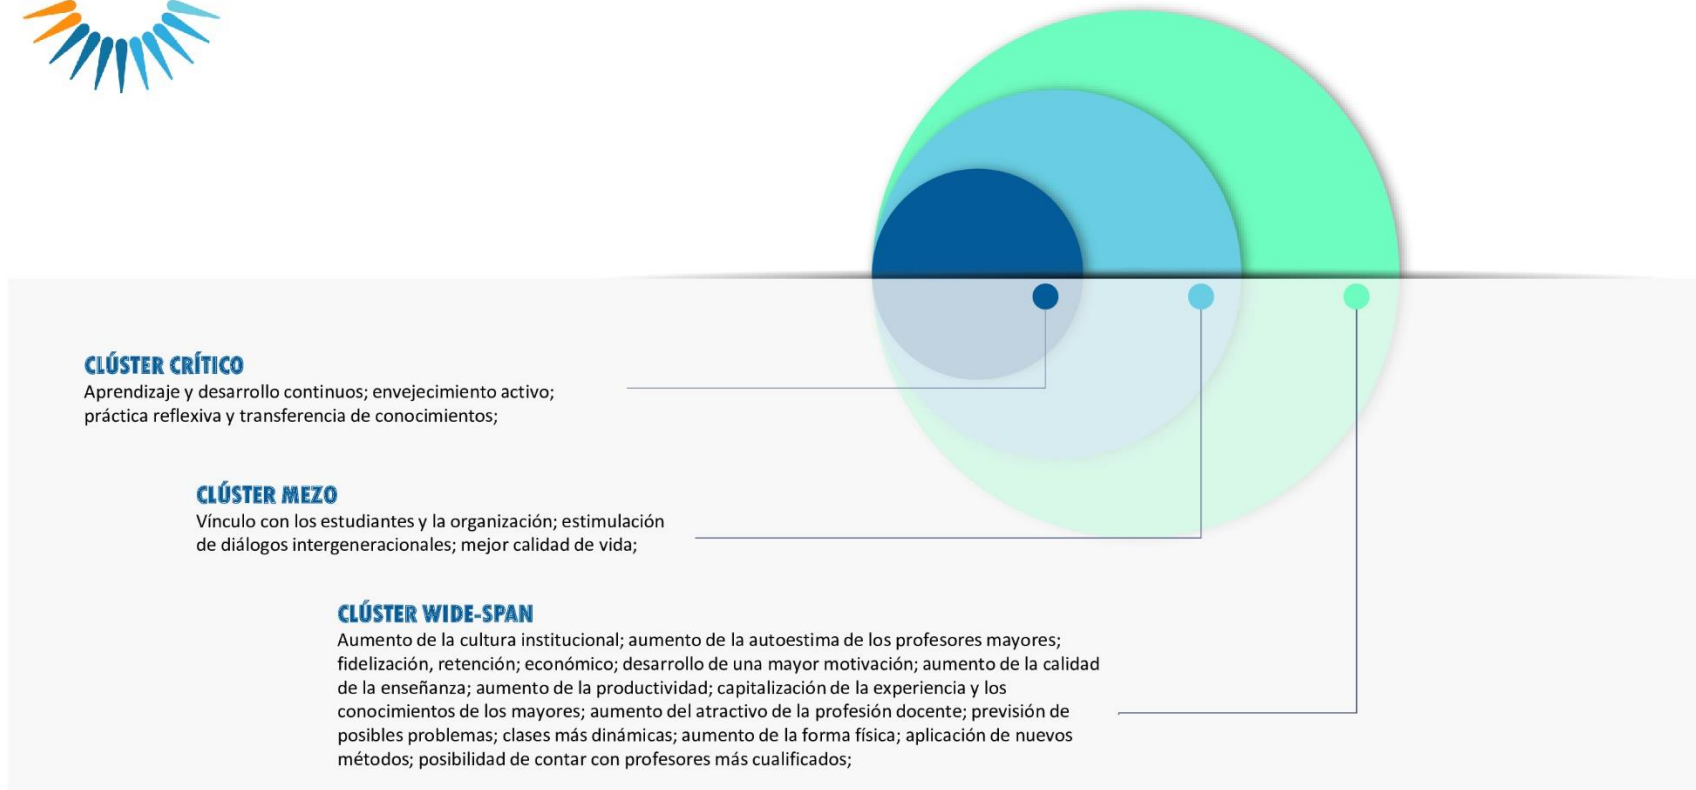 CLÚSTER CRÍTICO
Aprendizaje y desarrollo continuos; envejecimiento activo;
práctica reflexiva y transferencia de conocimientos;
CLÚSTER MEZO
Vínculo con los estudiantes y la organización; estimulación
de diálogos intergeneracionales; mejor calidad de vida;
CLÚSTER WIDE-SPAN
Aumento de la cultura institucional; aumento de la autoestima de los profesores mayores;
fidelización, retención; económico; desarrollo de una mayor motivación; aumento de la calidad
de la enseñanza; aumento de la productividad; capitalización de la experiencia y los
conocimientos de los mayores; aumento del atractivo de la profesión docente; previsión de
posibles problemas; clases más dinámicas; aumento de la forma física; aplicación de nuevos
métodos; posibilidad de contar con profesores más cualificados;